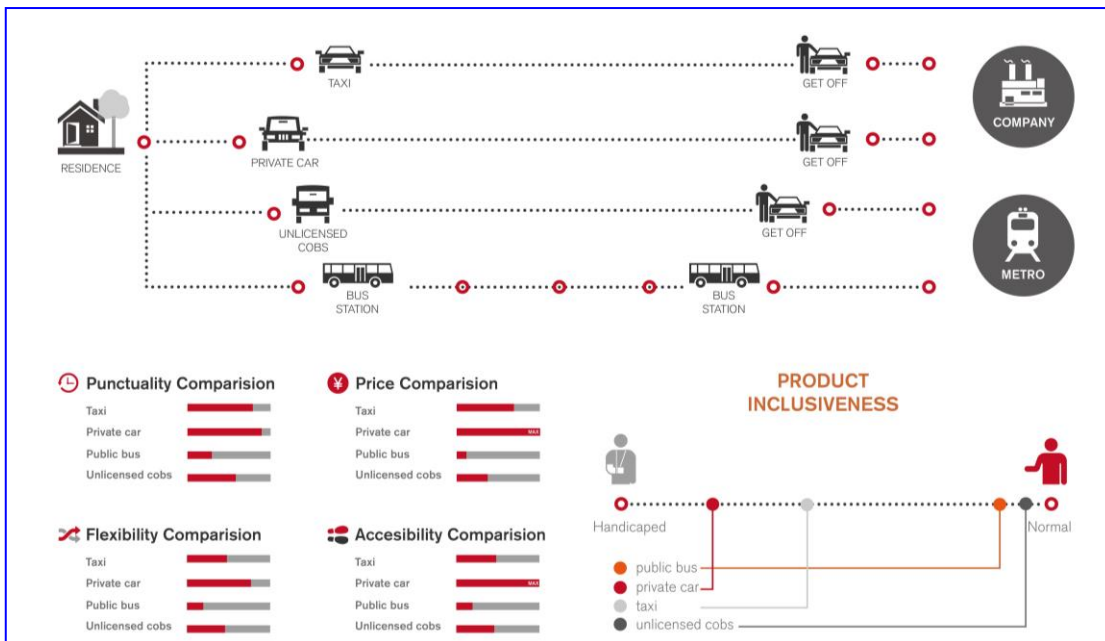 TAXI
GET OFF
COMPANY
RESIDENCE
PRIVATE CAR
GET OFF
UNLICENSED
COBS
GET OFF
METRO
BUS
STATION
BUS
STATION
Punctuality Comparision
Taxi
Private car
Public bus
Unlicensed cobs
¥ Price Comparision
Taxi
Private car
MAX
Public bus
Unlicensed cobs
Flexibility Comparision
Taxi
Private car
Public bus
Unlicensed cobs
Accesibility Comparision
Taxi
Private car
MAX
Public bus
Unlicensed cobs
PRODUCT
INCLUSIVENESS
Handicaped
Normal
public bus
private car
taxi
unlicensed cobs